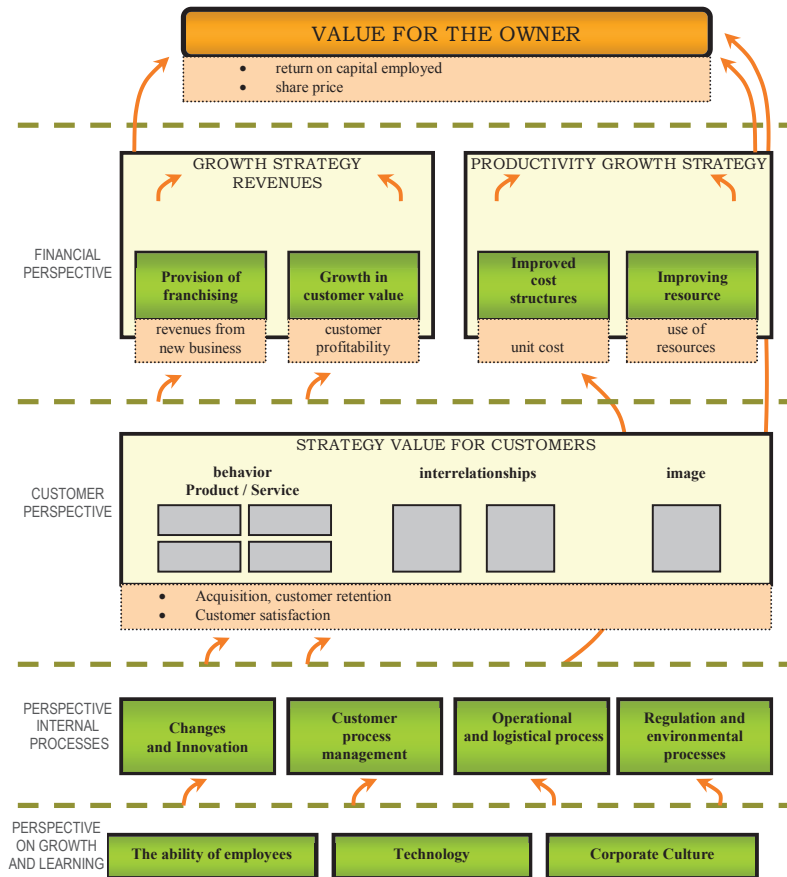 VALUE FOR THE OWNER
• return on capital employed
• share price
GROWTH STRATEGY
REVENUES
PRODUCTIVITY GROWTH STRATEGY
FINANCIAL
PERSPECTIVE
Provision of
franchising
Growth in
customer value
Improved
cost
structures
Improving
resource
revenues from
new business
customer
profitability
unit cost
use of
resources
STRATEGY VALUE FOR CUSTOMERS
CUSTOMER
PERSPECTIVE
behavior
Product / Service
interrelationships
image
• Acquisition, customer retention
• Customer satisfaction
PERSPECTIVE
INTERNAL
PROCESSES
Changes
and Innovation
Customer
process
management
Operational
and logistical process
Regulation and
environmental
processes
PERSPECTIVE
ON GROWTH
AND LEARNING
The ability of employees
Technology
Corporate Culture